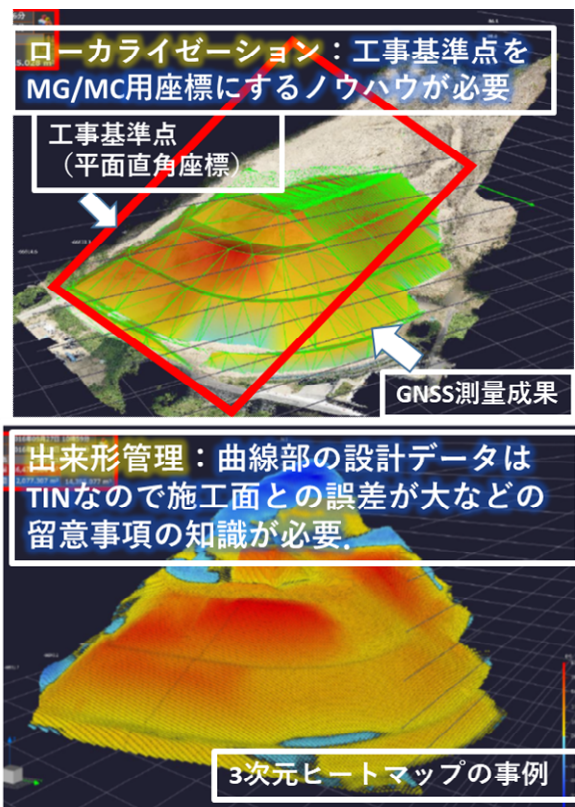 ローカライゼーション：工事基準点を
MG/MC用座標にするノウハウが必要
工事基準点
（平面直角座標）
GNSS測量成果
出来形管理：曲線部の設計データは
TINなので施工面との誤差が大などの
留意事項の知識が必要.
3次元ヒートマップの事例